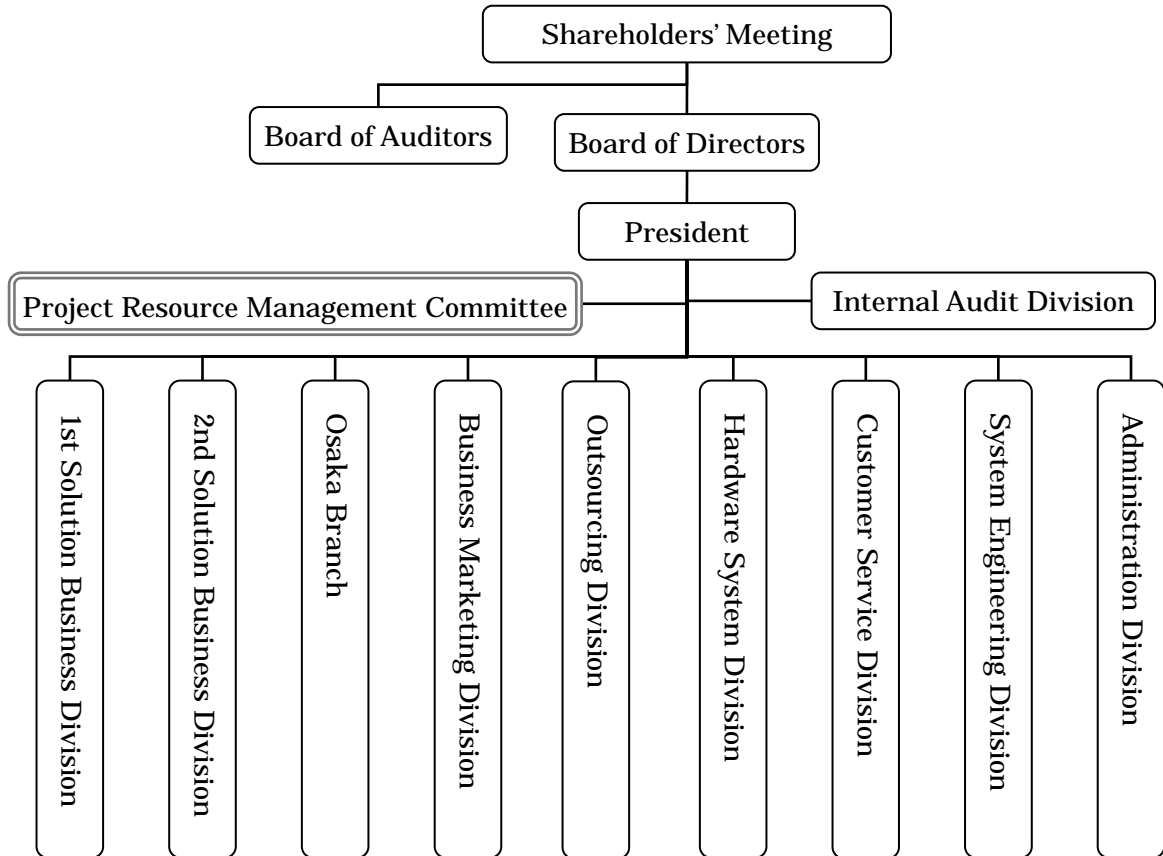 Shareholders’ Meeting
Board of Auditors
Board of Directors
President
Project Resource Management Committee
Internal Audit Division
1st Solution Business Division
2nd Solution Business Division
Osaka Branch
Business Marketing Division
Outsourcing Division
Hardware System Division
Customer Service Division
System Engineering Division
Administration Division